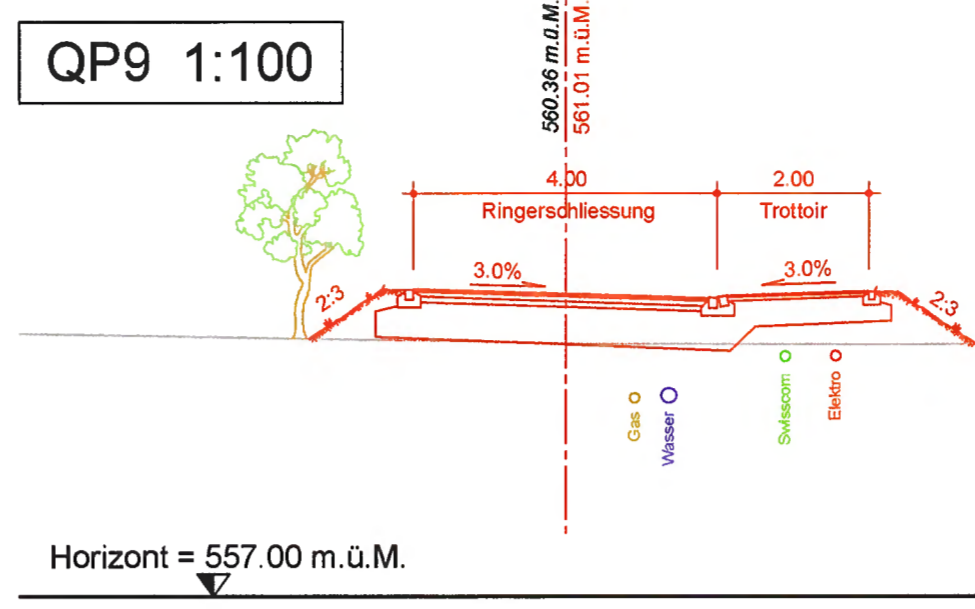 QP9 1:100
560.36 m.ü.M.
561.01 m.ü.M.
4.00
2.00
Ringerschliessung
Trottoir
3.0%
3.0%
2:3
2:3
Gas
Wasser
Swisscom
Elektro
Horizont = 557.00 m.ü.M.